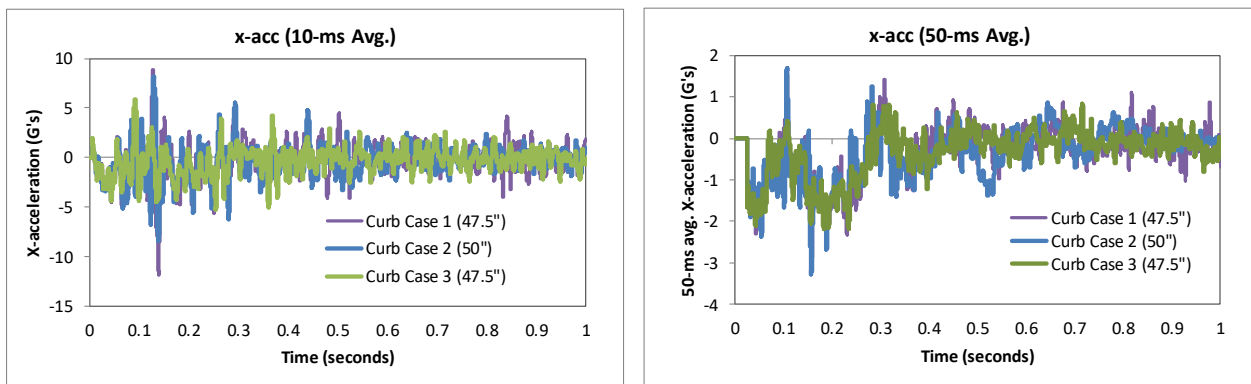 x-acc (10-ms Avg.)
10
5
0
-5
-10
-15
X-acceleration (G's)
Curb Case 1 (47.5")
Curb Case 2 (50")
Curb Case 3 (47.5")
0 0.1 0.2 0.3 0.4 0.5 0.6 0.7 0.8 0.9 1
Time (seconds)
x-acc (50-ms Avg.)
2
1
0
-1
-2
-3
-4
50-ms avg. X-acceleration (G's)
Curb Case 1 (47.5")
Curb Case 2 (50")
Curb Case 3 (47.5")
0 0.1 0.2 0.3 0.4 0.5 0.6 0.7 0.8 0.9 1
Time (seconds)